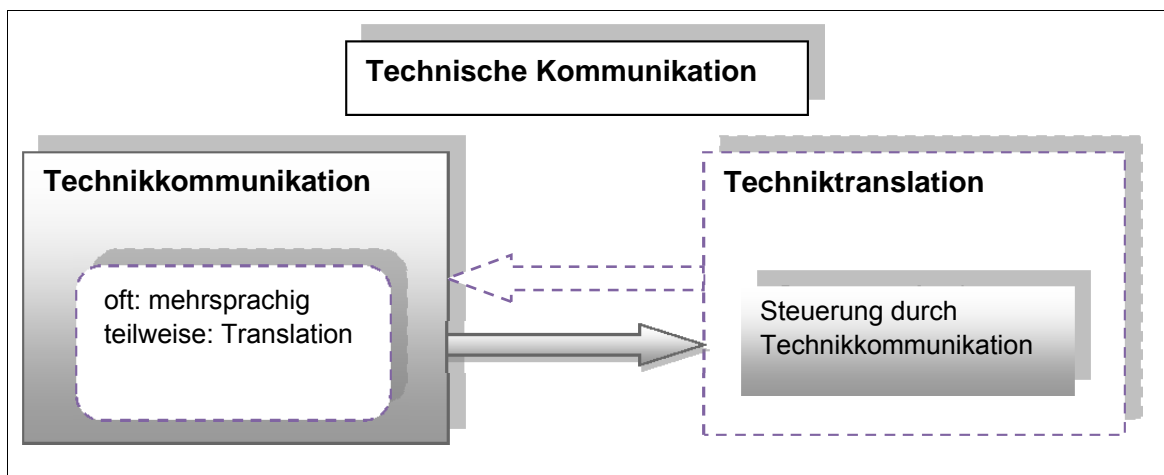 Technische Kommunikation
Technikkommunikation
oft: mehrsprachig
teilweise: Translation
Techniktranslation
Steuerung durch
Technikkommunikation